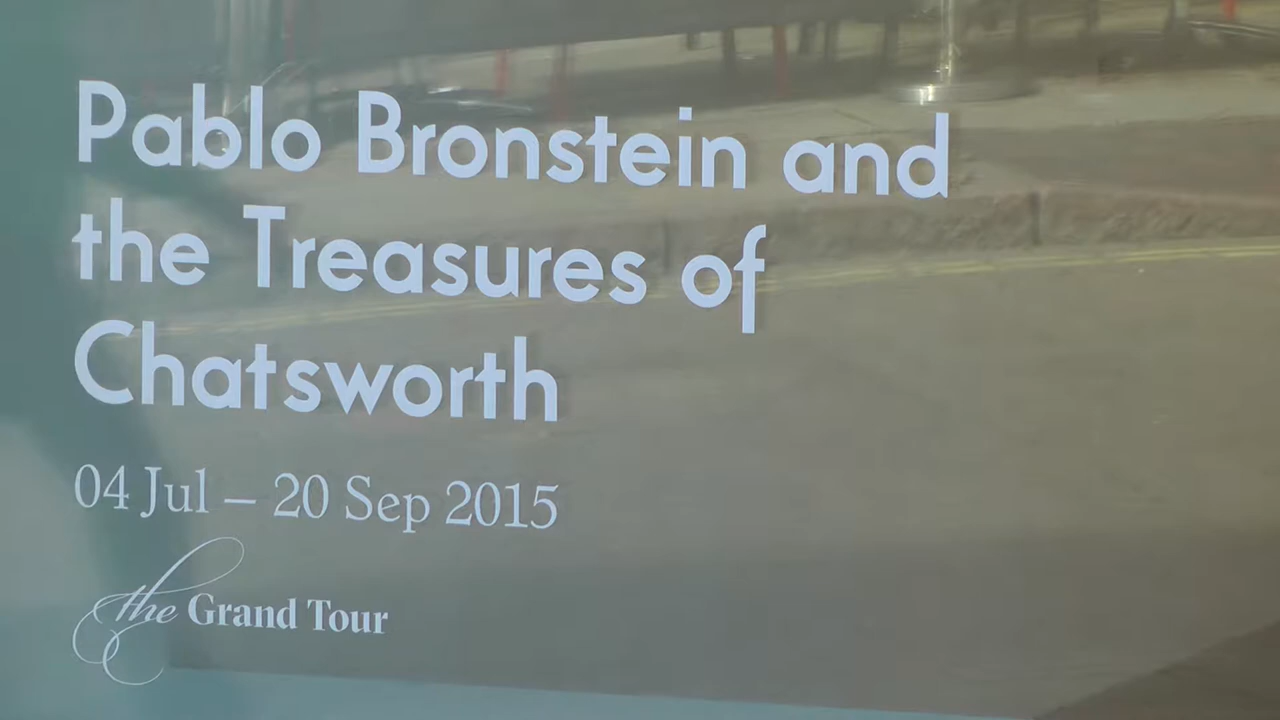 Pablo Bronstein and
the Treasures of
Chatsworth
04 Jul – 20 Sep 2015
the Grand Tour